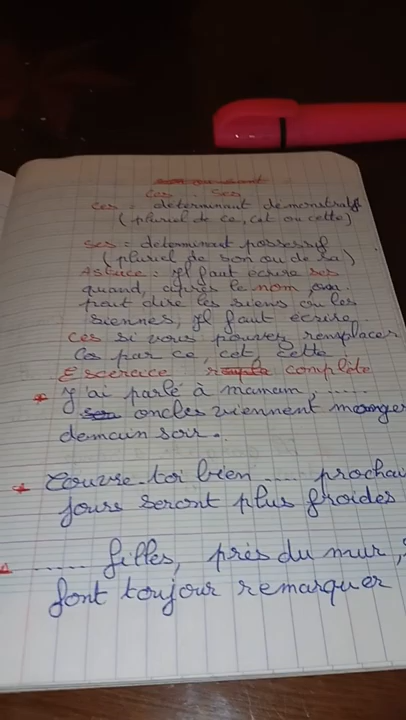 Ces Ses
Ces = déterminant démonstratif
(pluriel de ce, cet ou cette)
Ses = determinant possessif
(pluriel de son ou de sa)
Astuce : Il faut écrire ses
quand, après le nom, on
peut dire les siens ou les
siennes, Il faut écrire
Ces si vous pouvez remplacer
Ces par ce, cet cette
Exercice complète
* J'ai parlé à maman, .....
oncles viennent manger
demain soir.
* Couvre-toi bien .... prochai
jours seront plus froides
..... filles, près du mur,
font toujour remarquer